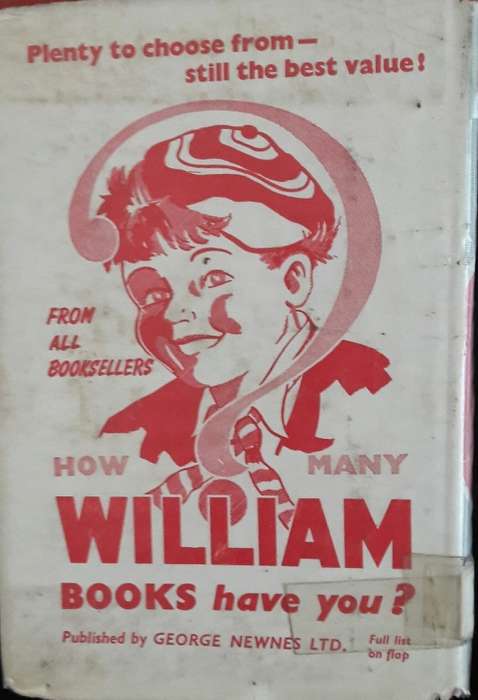 Plenty to choose from—
still the best value!
FROM
ALL
BOOKSELLERS
HOW MANY
WILLIAM
BOOKS have you?
Published by GEORGE NEWNES LTD. Full list
on flap